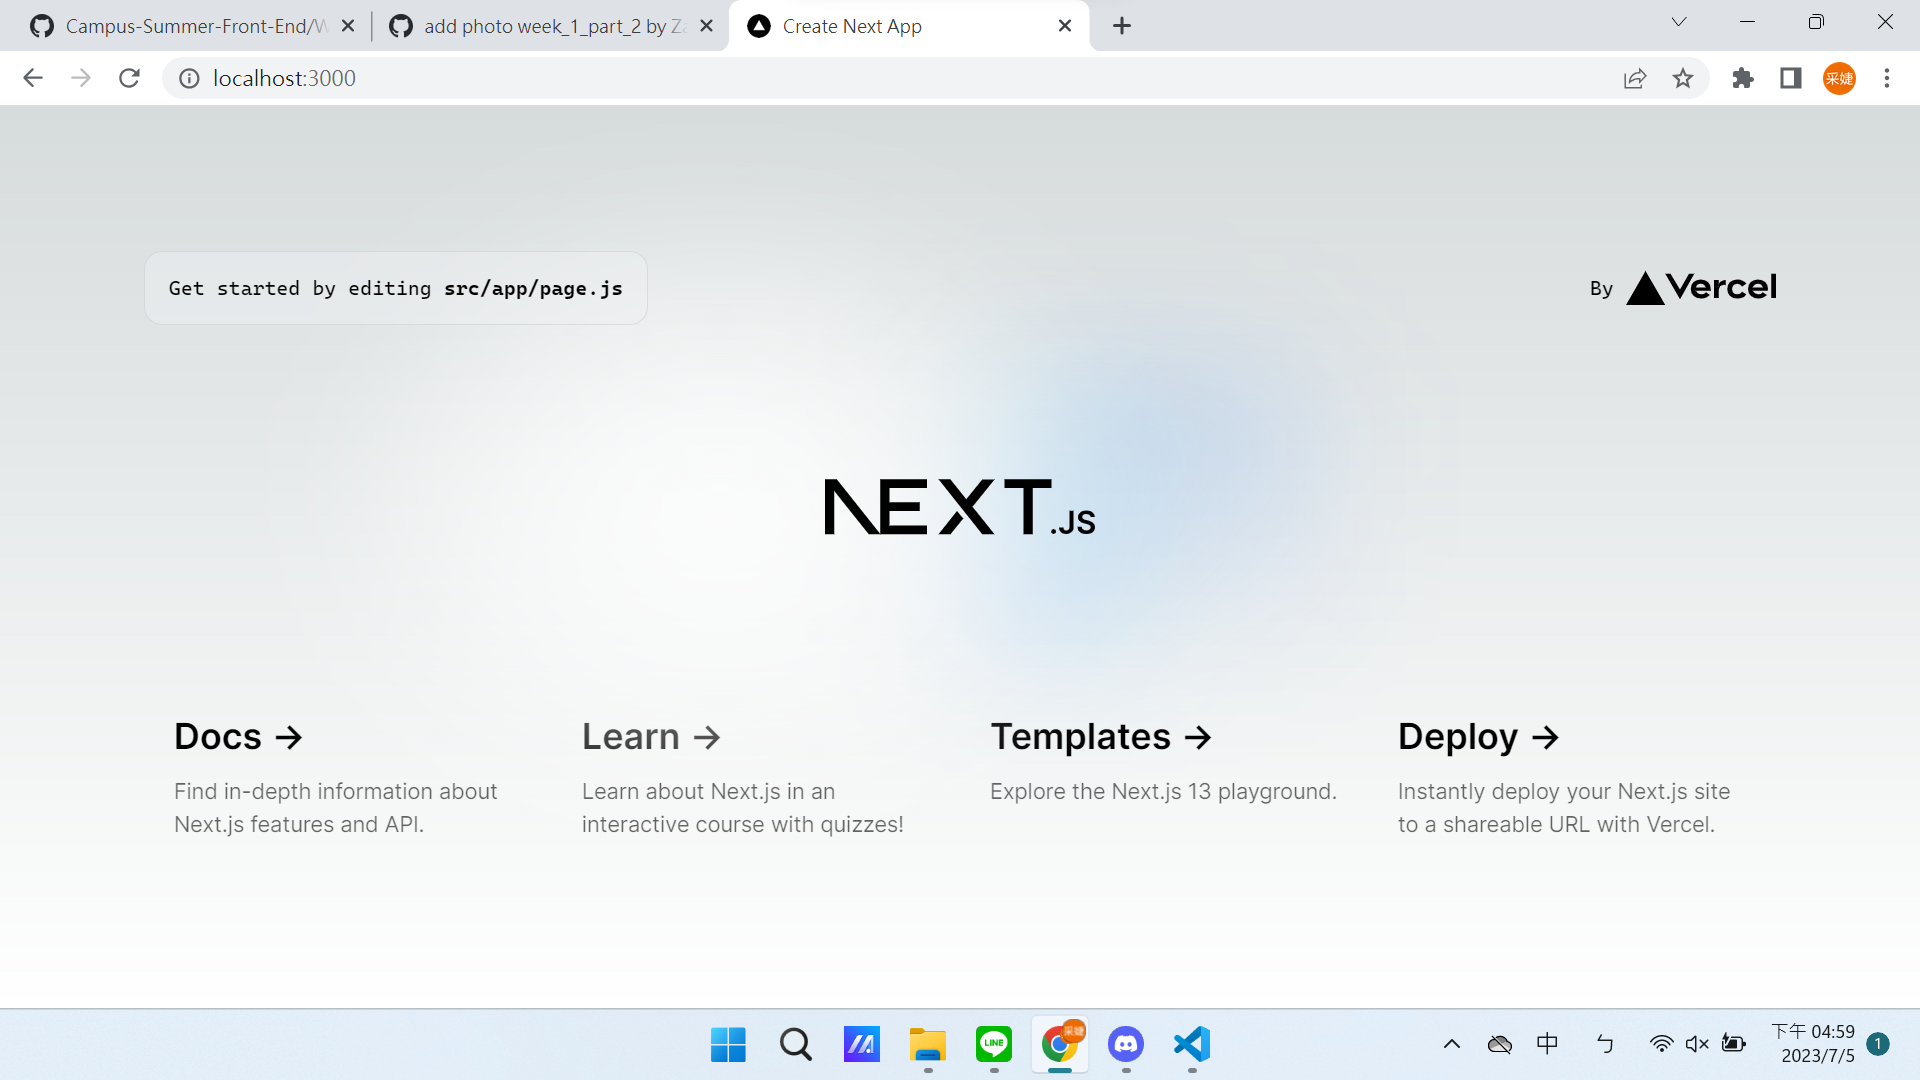 Campus-Summer-Front-End/W
add photo week_1_part_2 by Za
Create Next App
localhost:3000
采婕
Get started by editing src/app/page.js
By Vercel
NEXT.JS
Docs →
Find in-depth information about
Next.js features and API.
Learn →
Learn about Next.js in an
interactive course with quizzes!
Templates →
Explore the Next.js 13 playground.
Deploy →
Instantly deploy your Next.js site
to a shareable URL with Vercel.
LINE
采婕
中
ㄅ
下午 04:59
2023/7/5
1